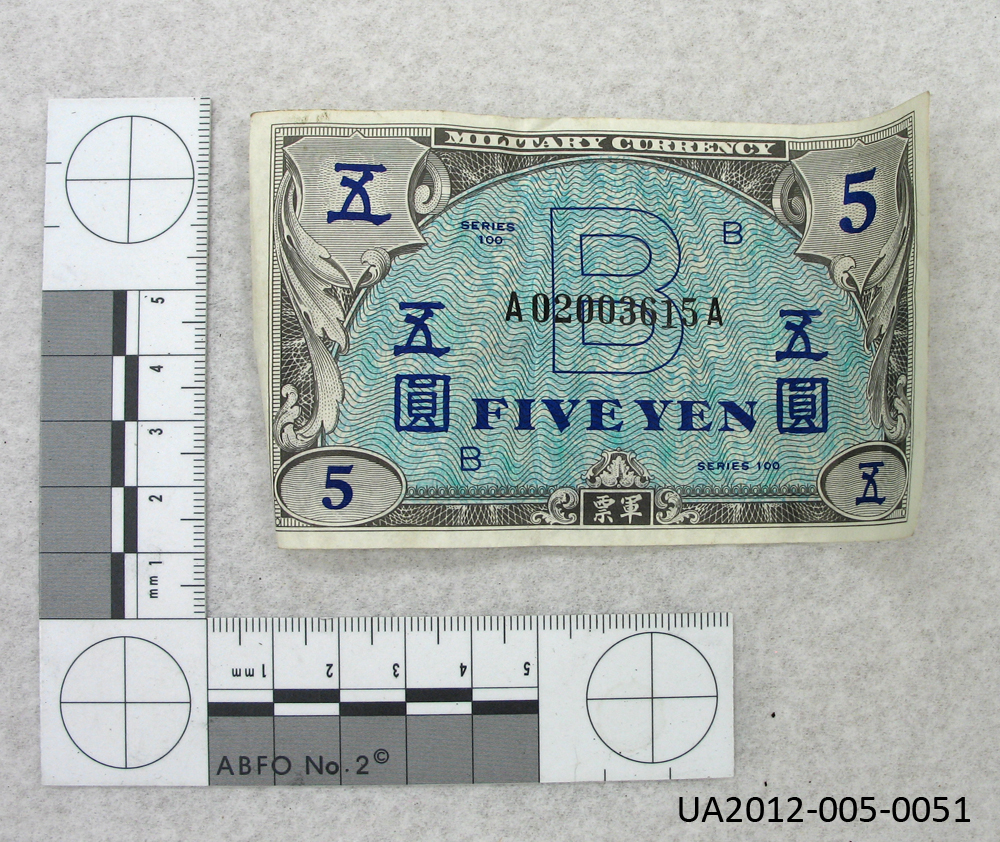 MILITARY CURRENCY
五
5
SERIES
100
B
B
A02003615A
五
五
圓 FIVE YEN 圓
B
SERIES 100
5
票軍
五
5
4
3
2
mm 1
1 mm
2
3
4
5
ABFO No. 2©
UA2012-005-0051